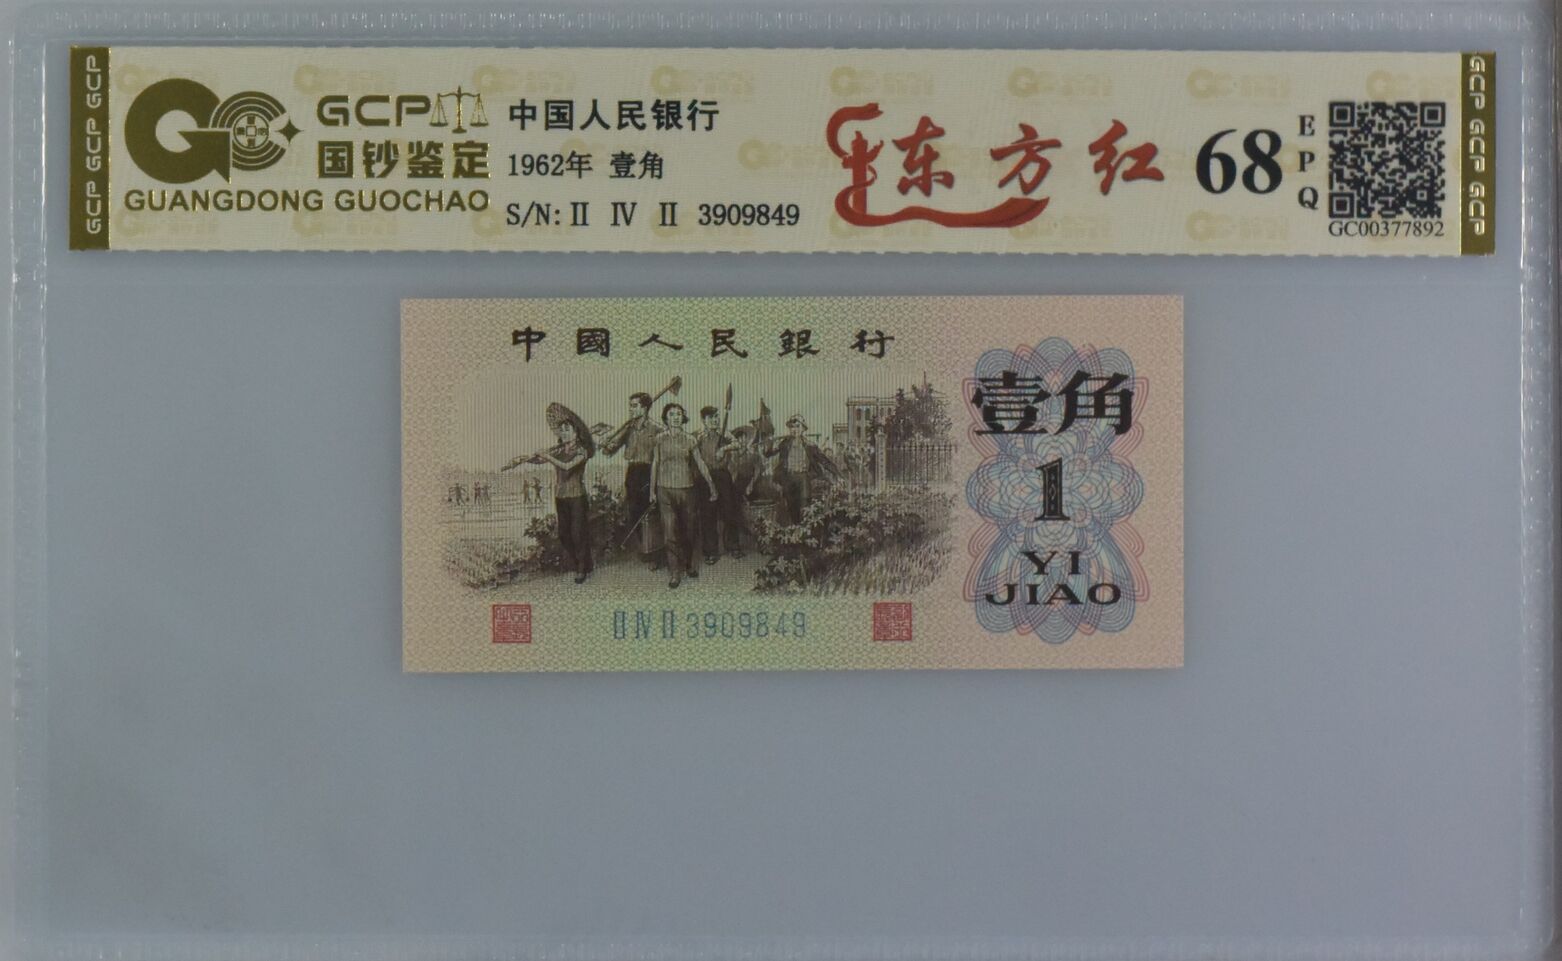 GCP GCP GCP
GCP
国钞鉴定
GUANGDONG GUOCHAO
中国人民银行
1962年 壹角
S/N: II IV II 3909849
东方红
68
EPQ
GC00377892
GCP GCP GCP
中國人民銀行
壹角
1
YI
JIAO
II IV II 3909849